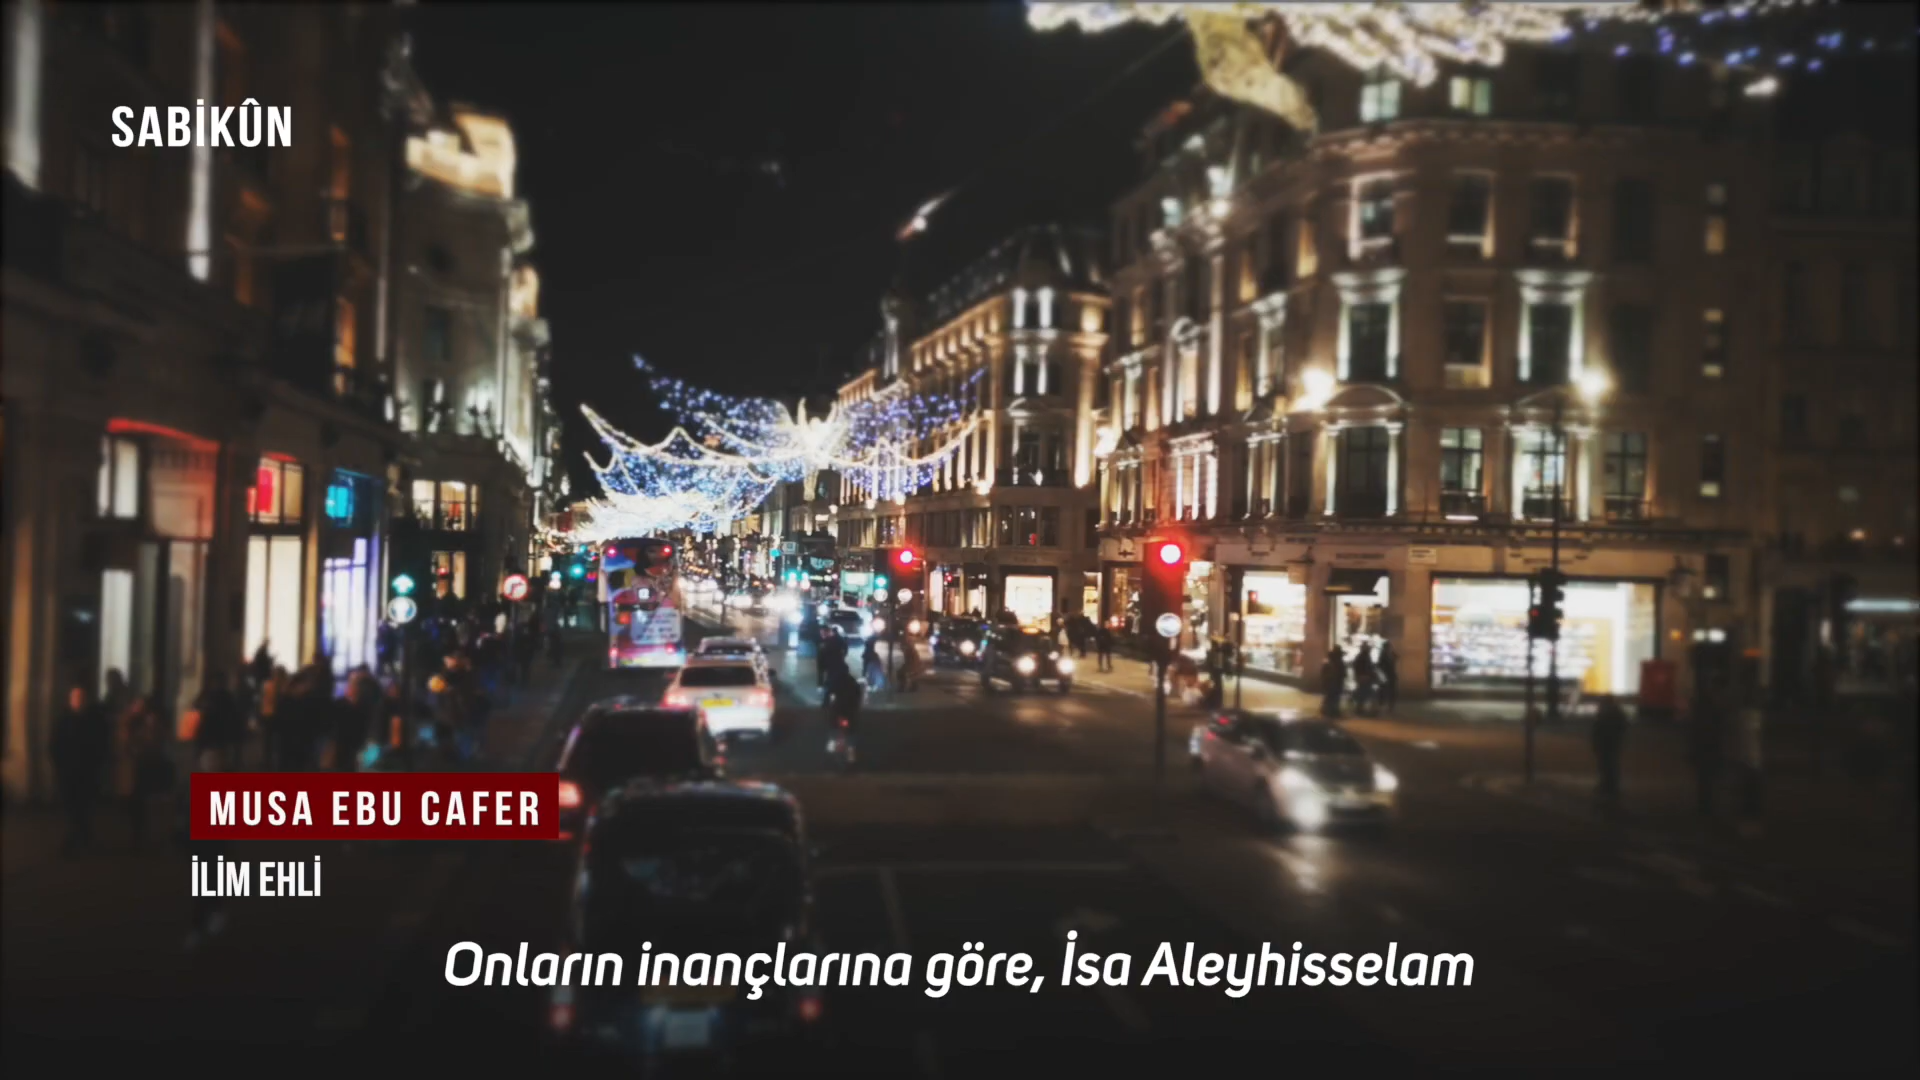 SABİKÛN
MUSA EBU CAFER
İLİM EHLİ
Onların inançlarına göre, İsa Aleyhisselam